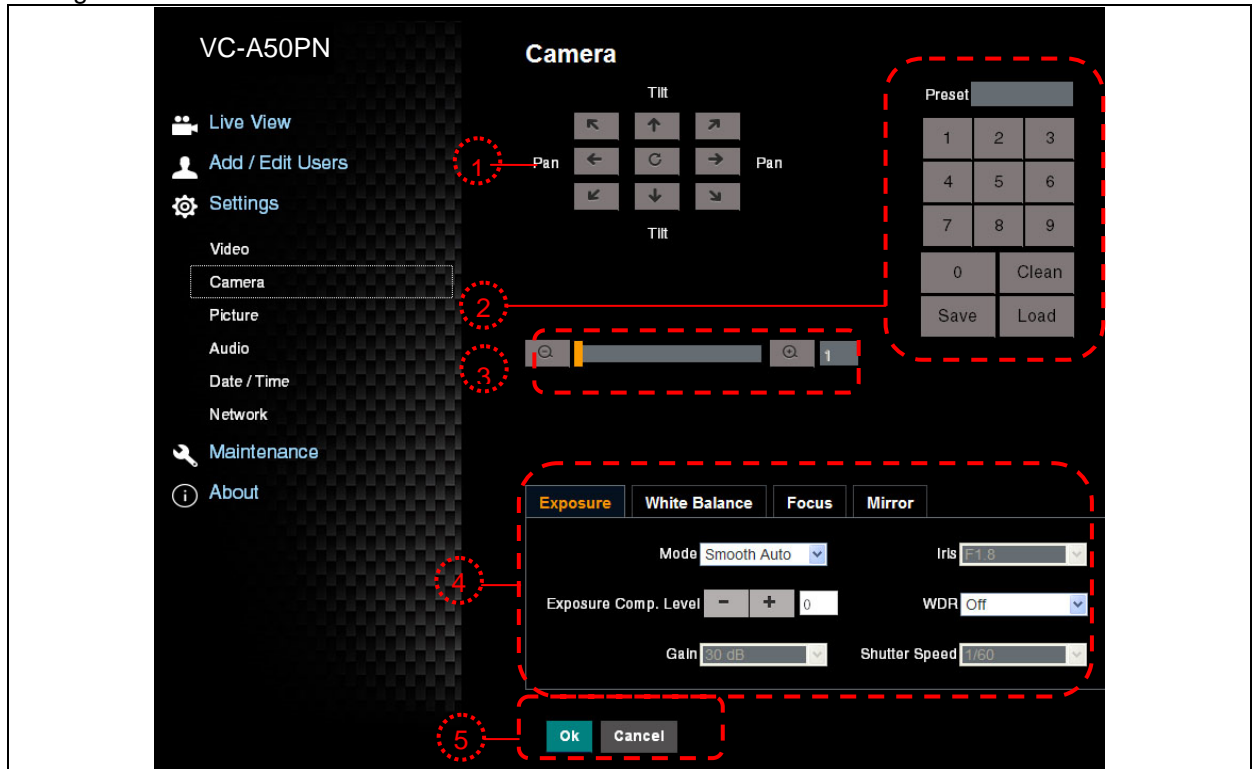 VC-A50PN
Live View
Add / Edit Users
Settings
Video
Camera
Picture
Audio
Date / Time
Network
Maintenance
About
Camera
Tilt
Pan
Pan
Tilt
1
2
3
1
Preset
1 2 3
4 5 6
7 8 9
0 Clean
Save Load
4
Exposure White Balance Focus Mirror
Mode Smooth Auto Iris F1.8
Exposure Comp. Level - + 0 WDR Off
Gain 30 dB Shutter Speed 1/60
5
Ok Cancel